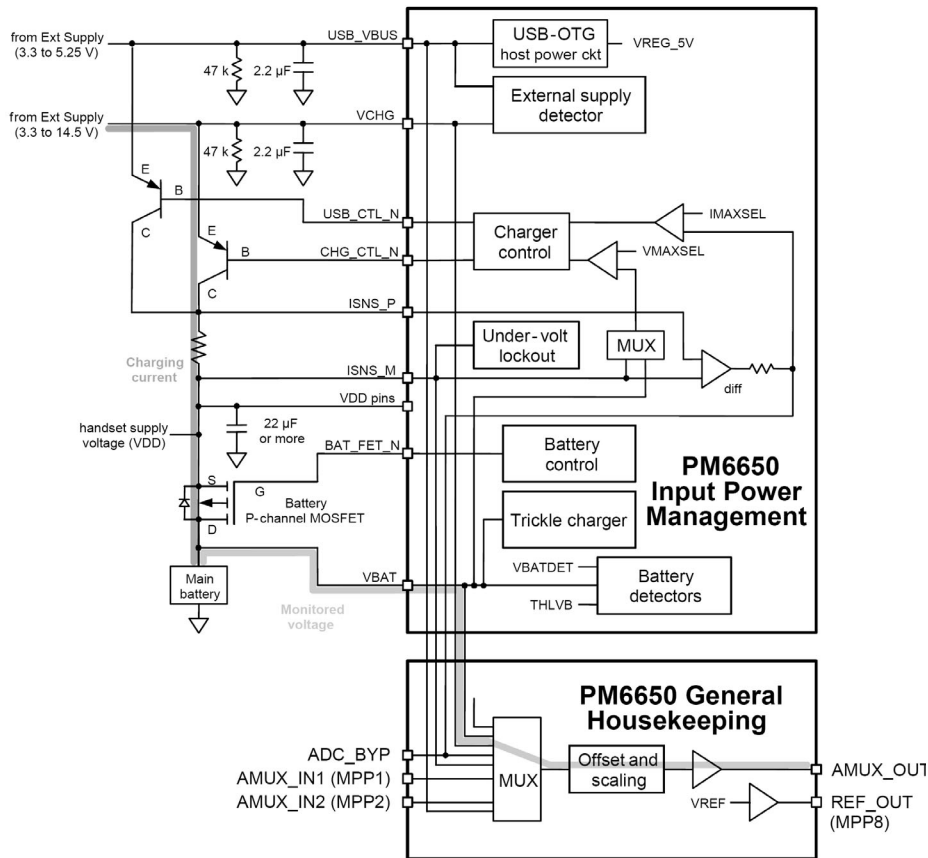 from Ext Supply
(3.3 to 5.25 V)
USB_VBUS
47 k
2.2 µF
USB-OTG
host power ckt
VREG_5V
External supply
detector
from Ext Supply
(3.3 to 14.5 V)
VCHG
47 k
2.2 µF
E
B
C
USB_CTL_N
E
B
C
CHG_CTL_N
Charger
control
IMAXSEL
VMAXSEL
ISNS_P
Under-volt
lockout
MUX
diff
Charging
current
ISNS_M
VDD pins
handset supply
voltage (VDD)
22 µF
or more
BAT_FET_N
Battery
control
PM6650
Input Power
Management
S
G
D
Battery
P-channel MOSFET
Trickle charger
VBAT
VBATDET
THLVB
Battery
detectors
Main
battery
Monitored
voltage
PM6650 General
Housekeeping
ADC_BYP
AMUX_IN1 (MPP1)
AMUX_IN2 (MPP2)
MUX
Offset and
scaling
AMUX_OUT
VREF
REF_OUT
(MPP8)